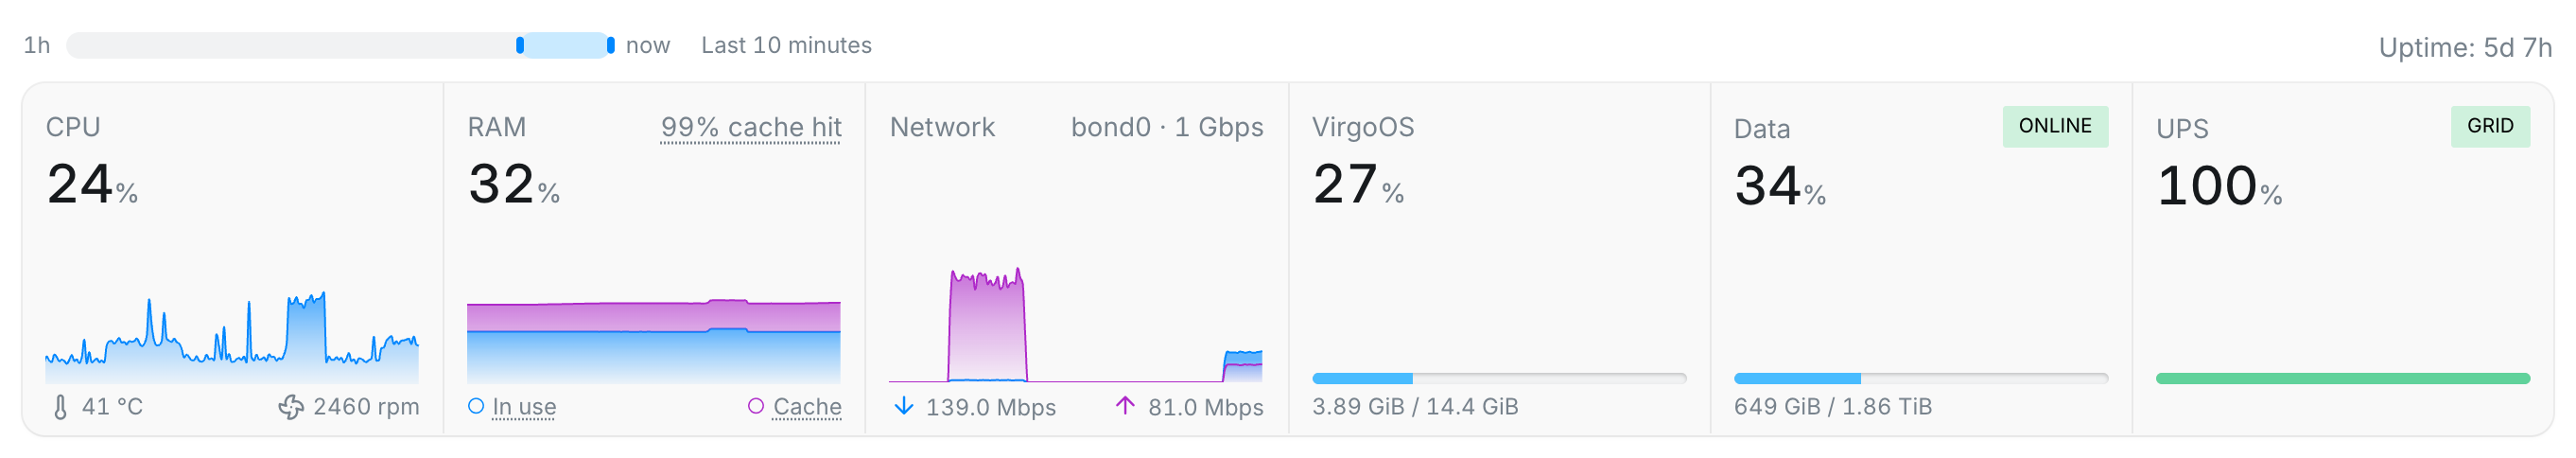 1h now Last 10 minutes Uptime: 5d 7h
CPU
24%
41 °C 2460 rpm
RAM 99% cache hit
32%
In use Cache
Network bond0 · 1 Gbps
139.0 Mbps 81.0 Mbps
VirgoOS
27%
3.89 GiB / 14.4 GiB
Data ONLINE
34%
649 GiB / 1.86 TiB
UPS GRID
100%